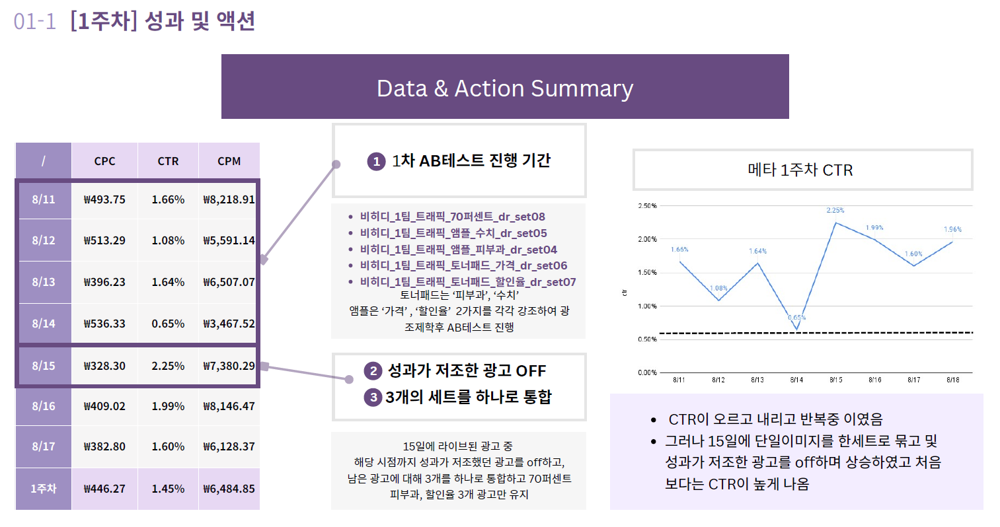 01-1 [1주차] 성과 및 액션
Data & Action Summary
/ CPC CTR CPM
8/11 ₩493.75 1.66% ₩8,218.91
8/12 ₩513.29 1.08% ₩5,591.14
8/13 ₩396.23 1.64% ₩6,507.07
8/14 ₩536.33 0.65% ₩3,467.52
8/15 ₩328.30 2.25% ₩7,380.29
8/16 ₩409.02 1.99% ₩8,146.47
8/17 ₩382.80 1.60% ₩6,128.37
1주차 ₩446.27 1.45% ₩6,484.85
1 1차 AB테스트 진행 기간
• 비히디_1팀_트래픽_70퍼센트_dr_set08
• 비히디_1팀_트래픽_앰플_수치_dr_set05
• 비히디_1팀_트래픽_앰플_피부과_dr_set04
• 비히디_1팀_트래픽_토너패드_가격_dr_set06
• 비히디_1팀_트래픽_토너패드_할인율_dr_set07
토너패드는 ‘피부과’, ‘수치’
앰플은 ‘가격’ , ‘할인율’ 2가지를 각각 강조하여 광
조제학후 AB테스트 진행
2 성과가 저조한 광고 OFF
3 3개의 세트를 하나로 통합
15일에 라이브된 광고 중
해당 시점까지 성과가 저조했던 광고를 off하고,
남은 광고에 대해 3개를 하나로 통합하고 70퍼센트
피부과, 할인율 3개 광고만 유지
메타 1주차 CTR
2.50%
2.00%
1.50%
1.00%
0.50%
0.00%
ctr
1.66%
1.08%
1.64%
0.65%
2.25%
1.99%
1.60%
1.96%
8/11 8/12 8/13 8/14 8/15 8/16 8/17 8/18
• CTR이 오르고 내리고 반복중 이였음
• 그러나 15일에 단일이미지를 한세트로 묶고 및
성과가 저조한 광고를 off하며 상승하였고 처음
보다는 CTR이 높게 나옴